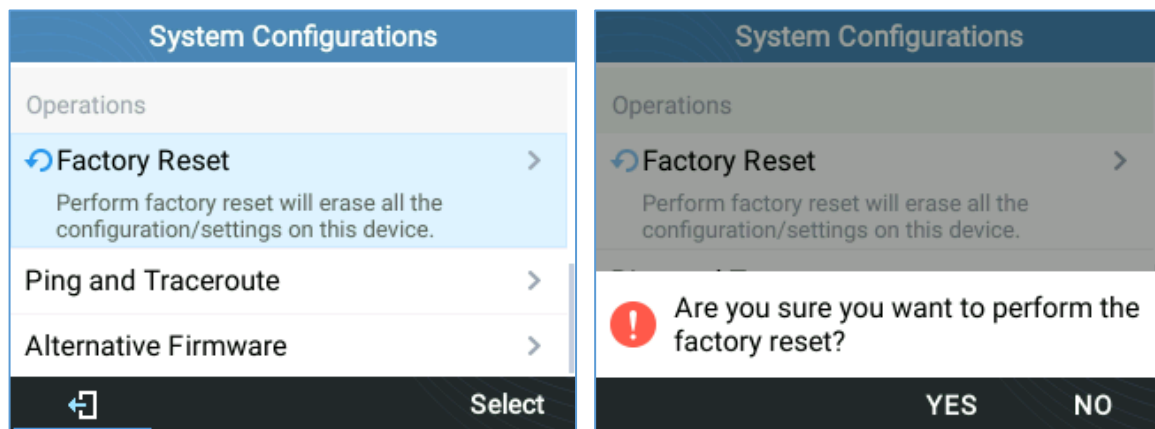 System Configurations
Operations
Factory Reset
Perform factory reset will erase all the
configuration/settings on this device.
Ping and Traceroute
Alternative Firmware
Select
System Configurations
Operations
Factory Reset
Perform factory reset will erase all the
configuration/settings on this device.
Are you sure you want to perform the
factory reset?
YES NO